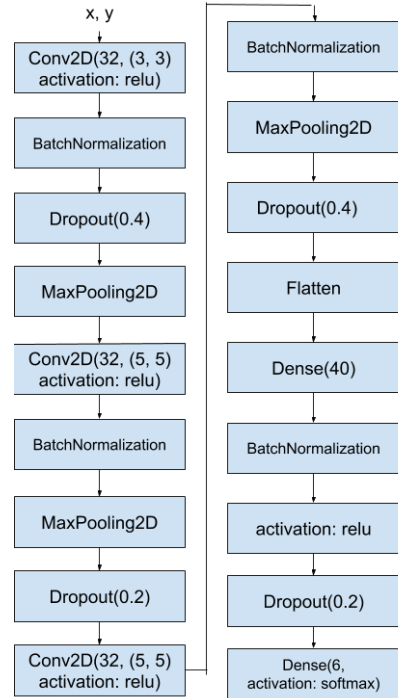 x, y
Conv2D(32, (3, 3)
activation: relu)
BatchNormalization
Dropout(0.4)
MaxPooling2D
Conv2D(32, (5, 5)
activation: relu)
BatchNormalization
MaxPooling2D
Dropout(0.2)
Conv2D(32, (5, 5)
activation: relu)
BatchNormalization
MaxPooling2D
Dropout(0.4)
Flatten
Dense(40)
BatchNormalization
activation: relu
Dropout(0.2)
Dense(6,
activation: softmax)